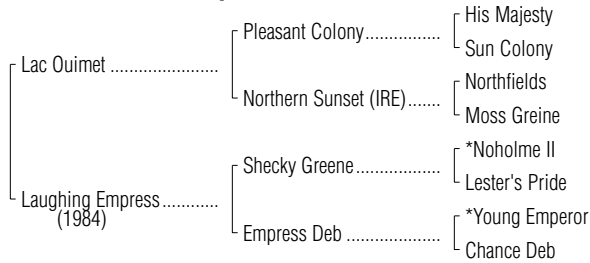 His Majesty
Pleasant Colony.................
Sun Colony
Lac Ouimet ........................
Northfields
Northern Sunset (IRE).......
Moss Greine
*Noholme II
Shecky Greene...................
Lester's Pride
Laughing Empress............
(1984)
*Young Emperor
Empress Deb .....................
Chance Deb